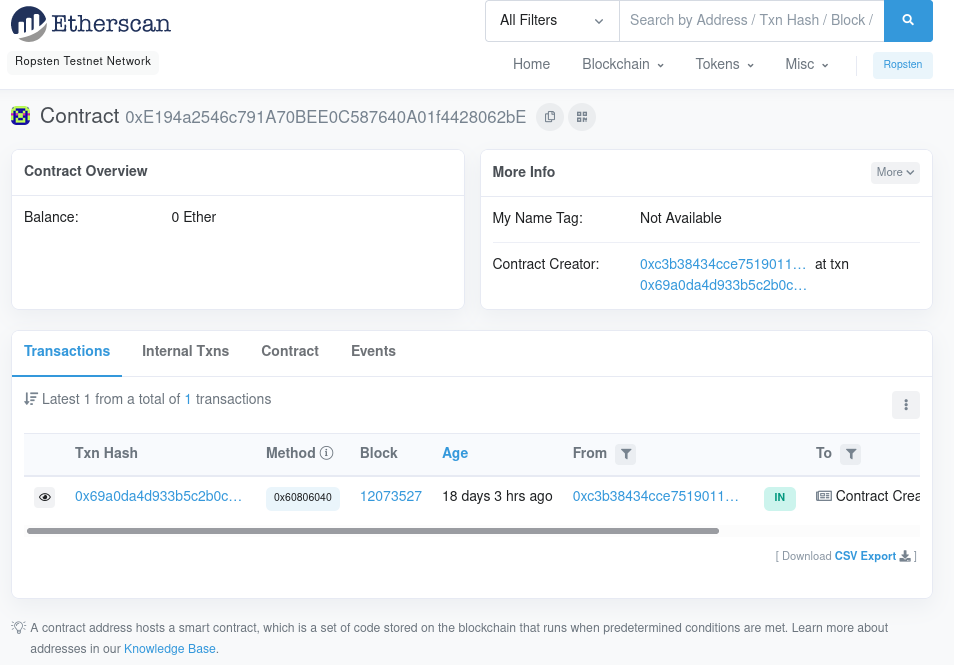 Etherscan
All Filters
Search by Address / Txn Hash / Block /
Ropsten Testnet Network
Home Blockchain Tokens Misc Ropsten
Contract 0xE194a2546c791A70BEE0C587640A01f4428062bE
Contract Overview
Balance: 0 Ether
More Info More
My Name Tag: Not Available
Contract Creator: 0xc3b38434cce7519011… at txn
0x69a0da4d933b5c2b0c…
Transactions Internal Txns Contract Events
Latest 1 from a total of 1 transactions
Txn Hash Method Block Age From To
0x69a0da4d933b5c2b0c… 0x60806040 12073527 18 days 3 hrs ago 0xc3b38434cce7519011… IN Contract Crea
[ Download CSV Export ]
A contract address hosts a smart contract, which is a set of code stored on the blockchain that runs when predetermined conditions are met. Learn more about
addresses in our Knowledge Base.